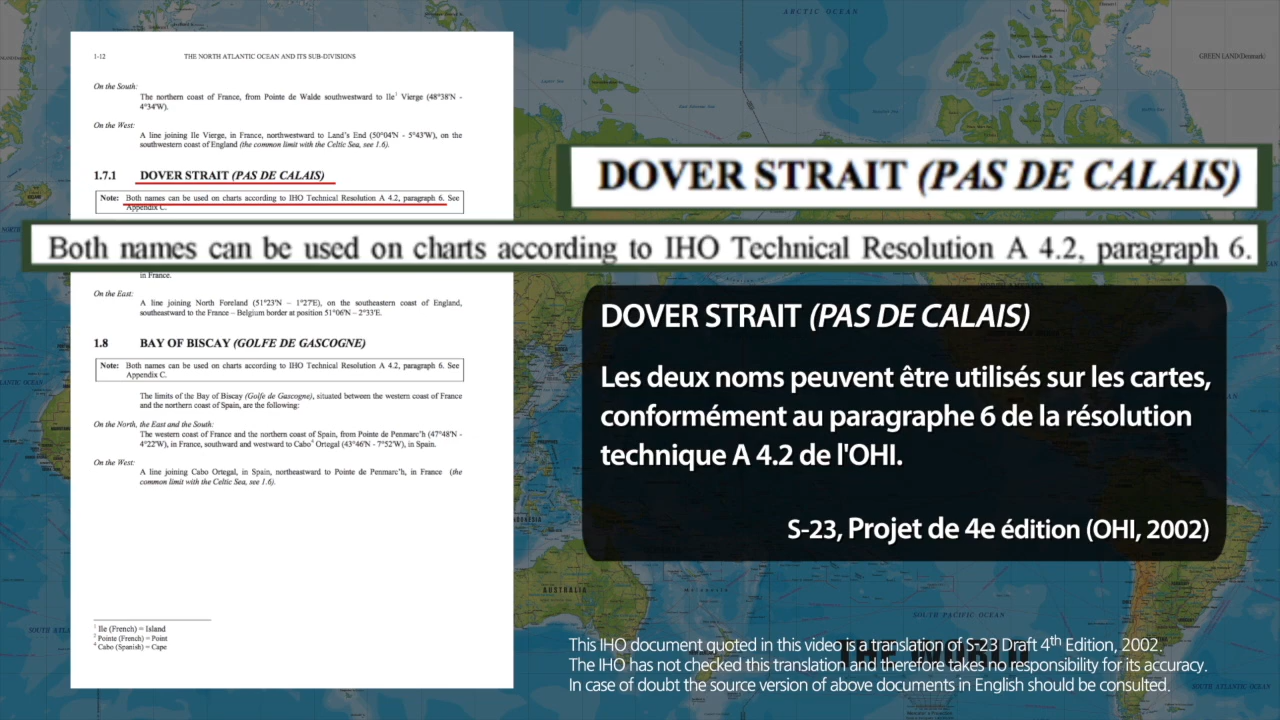 1-12 THE NORTH ATLANTIC OCEAN AND ITS SUB-DIVISIONS
On the South:
The northern coast of France, from Pointe de Walde southwestward to Ile¹ Vierge (48°38'N -
4°34'W).
On the West:
A line joining Ile Vierge, in France, northwestward to Land's End (50°04'N - 5°43'W), on the
southwestern coast of England (the common limit with the Celtic Sea, see 1.6).
1.7.1 DOVER STRAIT (PAS DE CALAIS)
Note: Both names can be used on charts according to IHO Technical Resolution A 4.2, paragraph 6. See
Appendix C.
in France.
On the East:
A line joining North Foreland (51°23'N – 1°27'E), on the southeastern coast of England,
southeastward to the France – Belgium border at position 51°06'N – 2°33'E.
1.8 BAY OF BISCAY (GOLFE DE GASCOGNE)
Note: Both names can be used on charts according to IHO Technical Resolution A 4.2, paragraph 6. See
Appendix C.
The limits of the Bay of Biscay (Golfe de Gascogne), situated between the western coast of France
and the northern coast of Spain, are the following:
On the North, the East and the South:
The western coast of France and the northern coast of Spain, from Pointe de Penmarc'h (47°48'N -
4°22'W), in France, southward and westward to Cabo⁴ Ortegal (43°46'N - 7°52'W), in Spain.
On the West:
A line joining Cabo Ortegal, in Spain, northeastward to Pointe de Penmarc'h, in France (the
common limit with the Celtic Sea, see 1.6).
¹ Ile (French) = Island
² Pointe (French) = Point
⁴ Cabo (Spanish) = Cape
DOVER STRAIT (PAS DE CALAIS)
Both names can be used on charts according to IHO Technical Resolution A 4.2, paragraph 6.
DOVER STRAIT (PAS DE CALAIS)
Les deux noms peuvent être utilisés sur les cartes,
conformément au paragraphe 6 de la résolution
technique A 4.2 de l'OHI.
S-23, Projet de 4e édition (OHI, 2002)
This IHO document quoted in this video is a translation of S-23 Draft 4th Edition, 2002.
The IHO has not checked this translation and therefore takes no responsibility for its accuracy.
In case of doubt the source version of above documents in English should be consulted.
ARCTIC OCEAN
GREEN LAND(Denmark)
AUSTRALIA
SOUTH PACIFIC OCEAN
THE WORLD
SOUTH ATLANTIC OCEAN